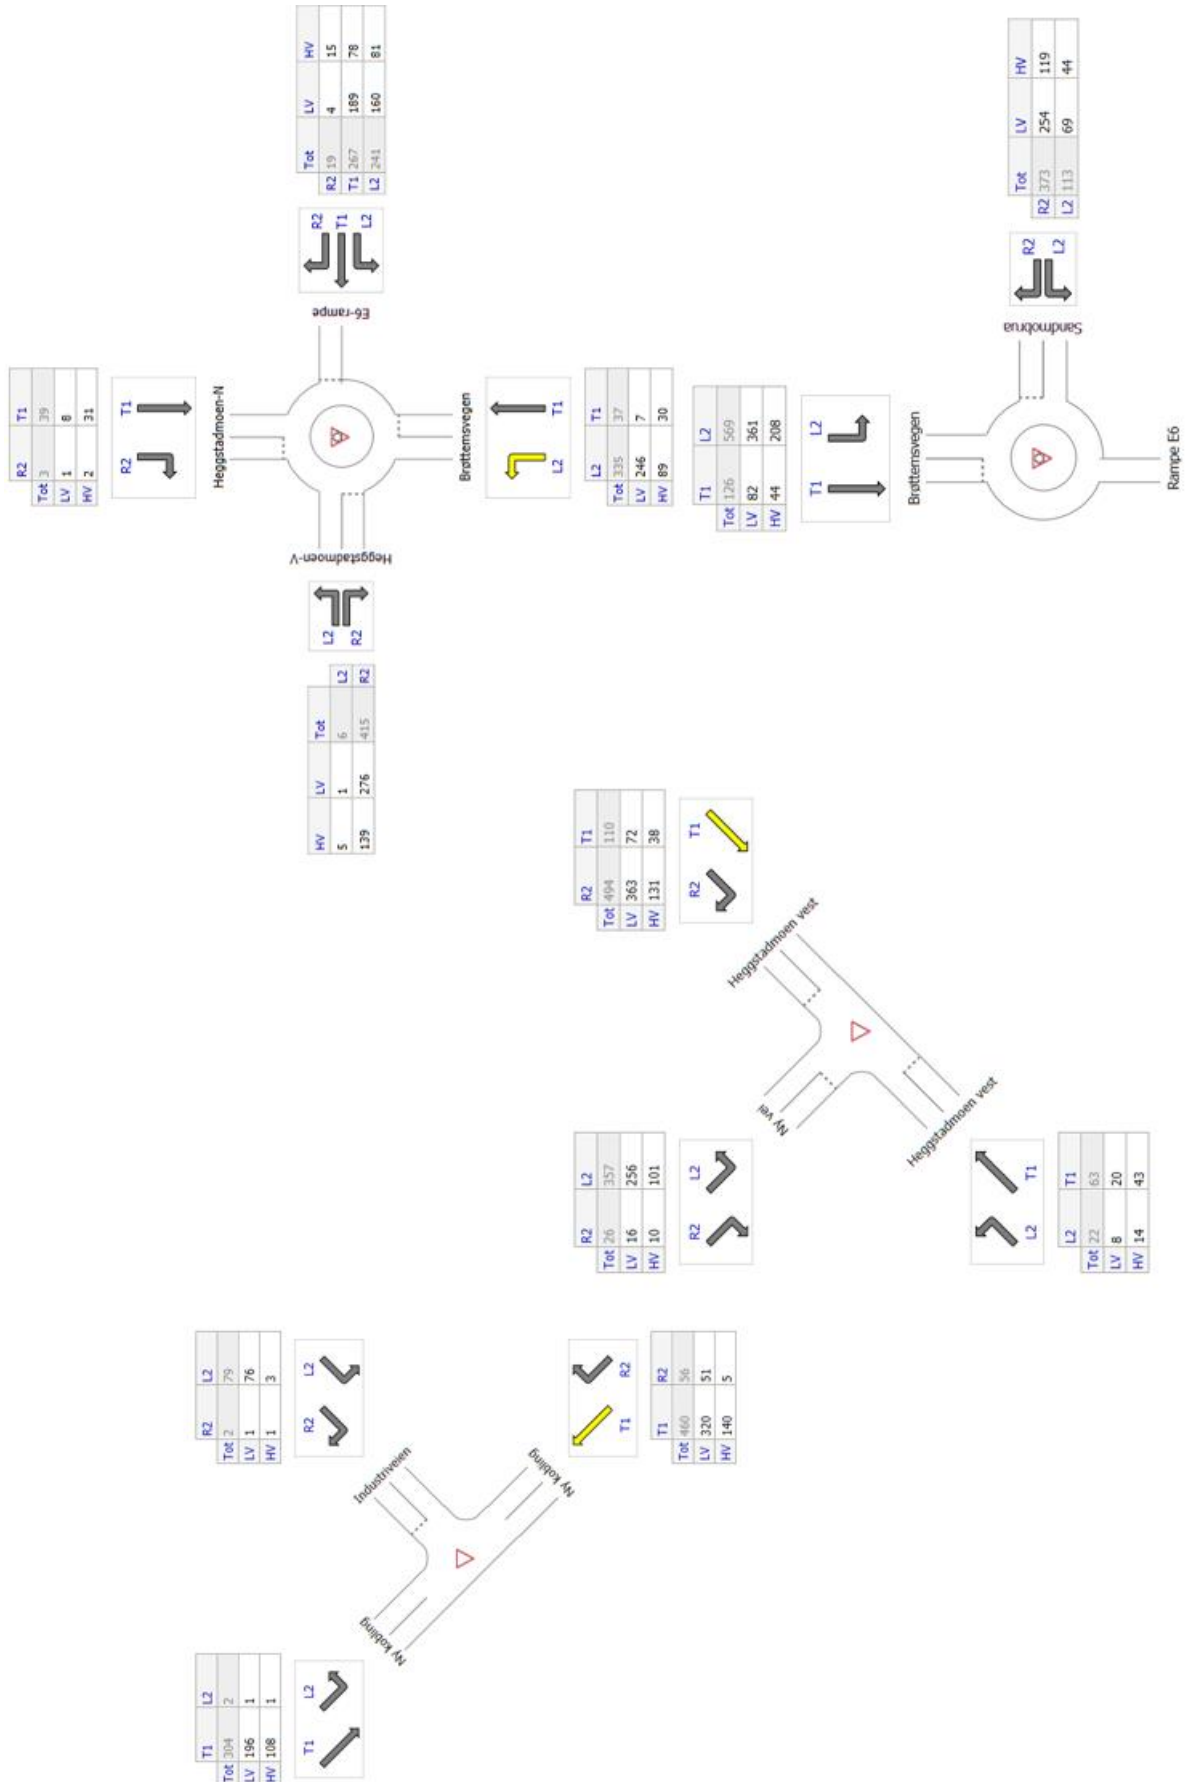 R2 T1
Tot 3 39
LV 1 8
HV 2 31
R2 T1
Heggstadmoen-N
Tot LV HV
R2 19 4 15
T1 267 189 78
L2 241 160 81
R2
T1
L2
E6-rampe
Heggstadmoen-V
L2
R2
HV LV Tot
5 1 6 L2
139 276 415 R2
Brøttemsvegen
L2 T1
L2 T1
Tot 335 37
LV 246 7
HV 89 30
T1 L2
Tot 126 569
LV 82 361
HV 44 208
T1 L2
Brøttemsvegen
Tot LV HV
R2 373 254 119
L2 113 69 44
R2
L2
Sandmobrua
Rampe E6
R2 T1
Tot 494 110
LV 363 72
HV 131 38
R2 T1
Heggstadmoen vest
R2 L2
Tot 26 357
LV 16 256
HV 10 101
R2 L2
Ny vei
Heggstadmoen vest
L2 T1
L2 T1
Tot 22 63
LV 8 20
HV 14 43
R2 L2
Tot 2 79
LV 1 76
HV 1 3
R2 L2
Industriveien
Ny kobling
T1 R2
T1 R2
Tot 460 56
LV 320 51
HV 140 5
Ny kobling
T1 L2
Tot 304 2
LV 196 1
HV 108 1
T1 L2